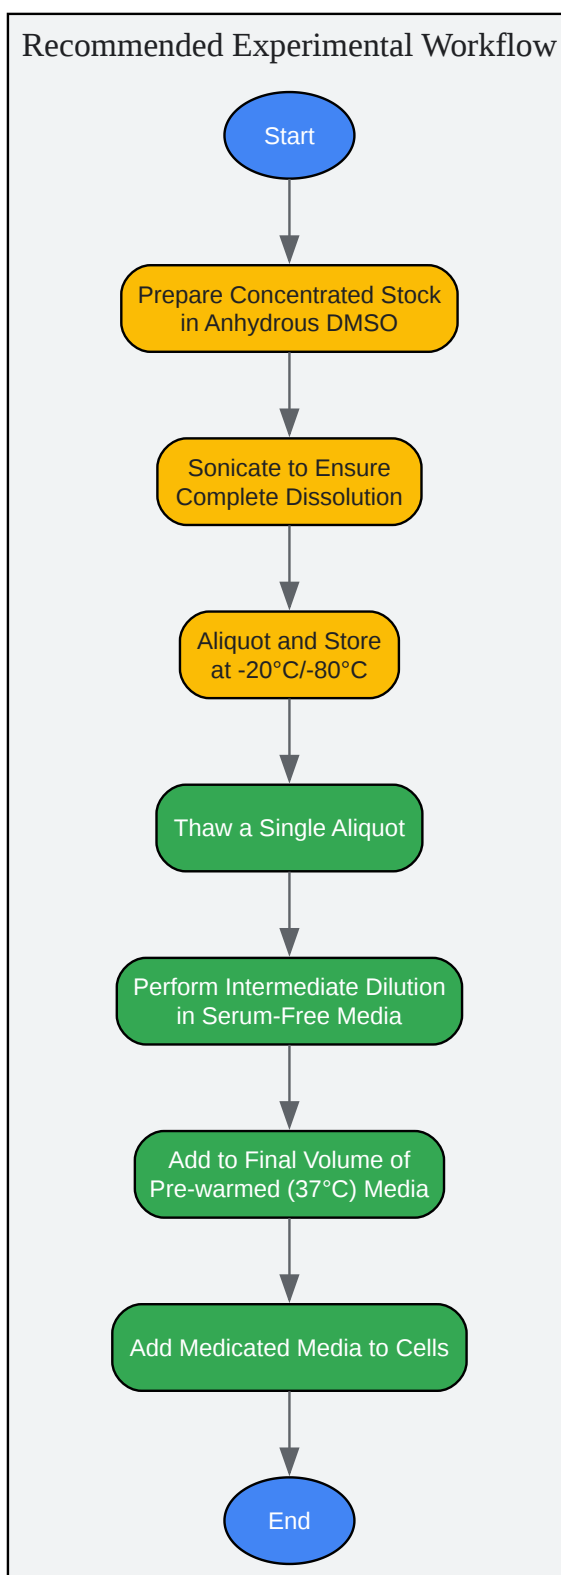 Recommended Experimental Workflow
Start
Prepare Concentrated Stock
in Anhydrous DMSO
Sonicate to Ensure
Complete Dissolution
Aliquot and Store
at -20°C/-80°C
Thaw a Single Aliquot
Perform Intermediate Dilution
in Serum-Free Media
Add to Final Volume of
Pre-warmed (37°C) Media
Add Medicated Media to Cells
End